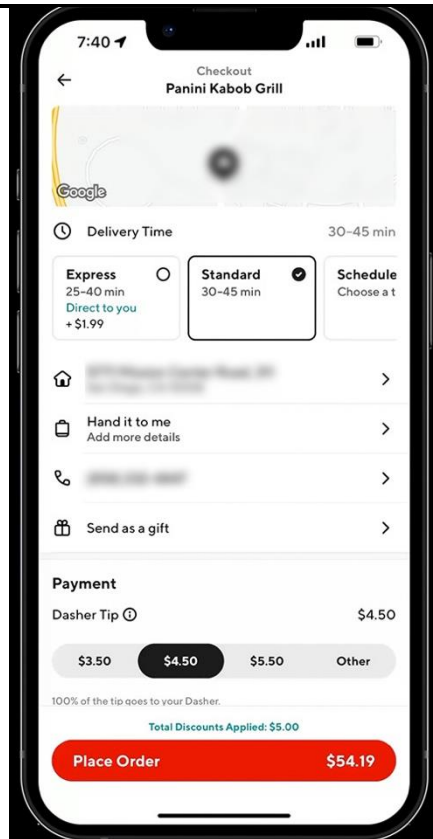 7:40
Checkout
Panini Kabob Grill
Google
Delivery Time 30–45 min
Express
25–40 min
Direct to you
+ $1.99
Standard
30–45 min
Schedule
Choose a t
Hand it to me
Add more details
Send as a gift
Payment
Dasher Tip $4.50
$3.50 $4.50 $5.50 Other
100% of the tip goes to your Dasher.
Total Discounts Applied: $5.00
Place Order $54.19